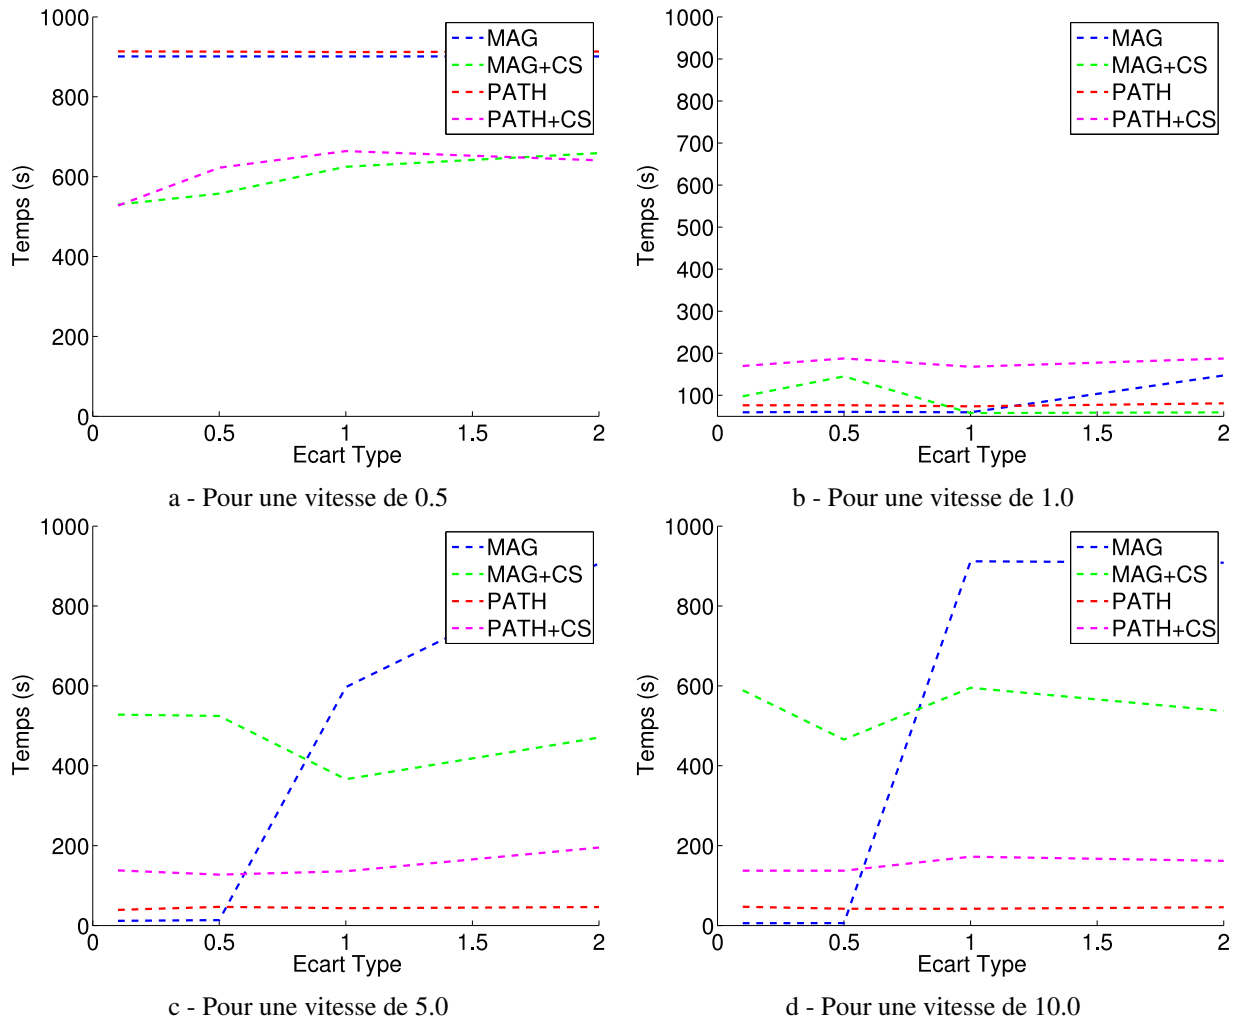 1000
800
600
400
200
0
Temps (s)
0
0.5
1
1.5
2
Ecart Type
MAG
MAG+CS
PATH
PATH+CS
a - Pour une vitesse de 0.5
1000
900
800
700
600
500
400
300
200
100
Temps (s)
0
0.5
1
1.5
2
Ecart Type
MAG
MAG+CS
PATH
PATH+CS
b - Pour une vitesse de 1.0
1000
800
600
400
200
0
Temps (s)
0
0.5
1
1.5
2
Ecart Type
MAG
MAG+CS
PATH
PATH+CS
c - Pour une vitesse de 5.0
1000
800
600
400
200
0
Temps (s)
0
0.5
1
1.5
2
Ecart Type
MAG
MAG+CS
PATH
PATH+CS
d - Pour une vitesse de 10.0